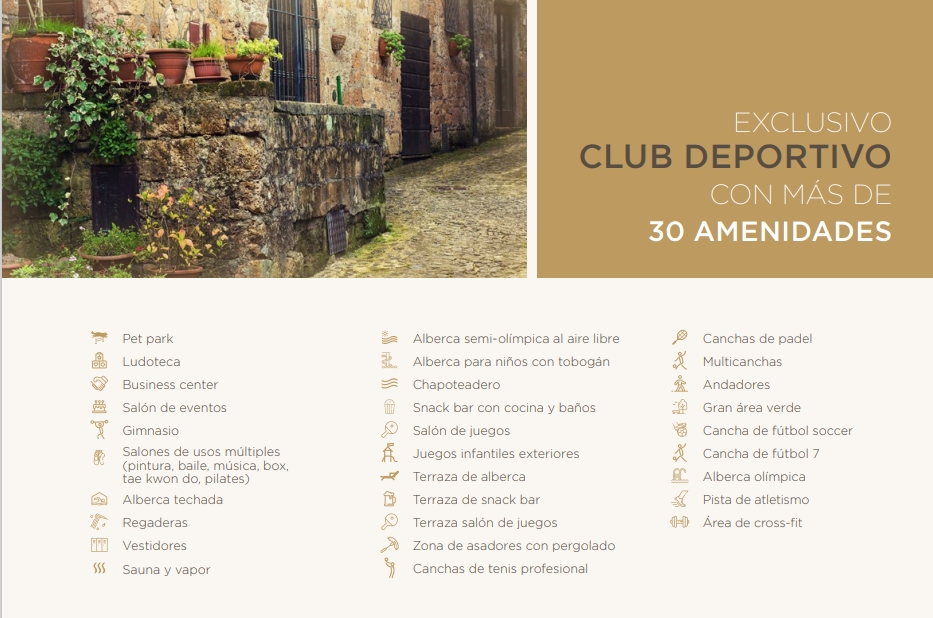 EXCLUSIVO
CLUB DEPORTIVO
CON MÁS DE
30 AMENIDADES
Pet park
Ludoteca
Business center
Salón de eventos
Gimnasio
Salones de usos múltiples
(pintura, baile, música, box,
tae kwon do, pilates)
Alberca techada
Regaderas
Vestidores
Sauna y vapor
Alberca semi-olímpica al aire libre
Alberca para niños con tobogán
Chapoteadero
Snack bar con cocina y baños
Salón de juegos
Juegos infantiles exteriores
Terraza de alberca
Terraza de snack bar
Terraza salón de juegos
Zona de asadores con pergolado
Canchas de tenis profesional
Canchas de padel
Multicanchas
Andadores
Gran área verde
Cancha de fútbol soccer
Cancha de fútbol 7
Alberca olímpica
Pista de atletismo
Área de cross-fit